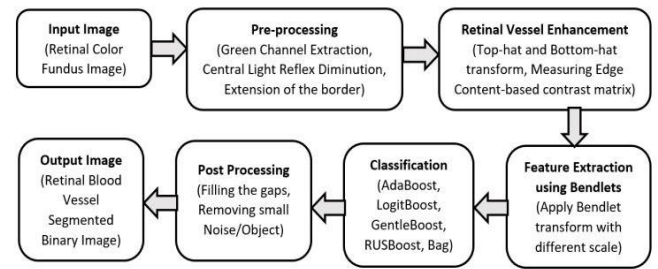 Input Image
(Retinal Color
Fundus Image)
Pre-processing
(Green Channel Extraction,
Central Light Reflex Diminution,
Extension of the border)
Retinal Vessel Enhancement
(Top-hat and Bottom-hat
transform, Measuring Edge
Content-based contrast matrix)
Feature Extraction
using Bendlets
(Apply Bendlet
transform with
different scale)
Classification
(AdaBoost,
LogitBoost,
GentleBoost,
RUSBoost, Bag)
Post Processing
(Filling the gaps,
Removing small
Noise/Object)
Output Image
(Retinal Blood
Vessel
Segmented
Binary Image)